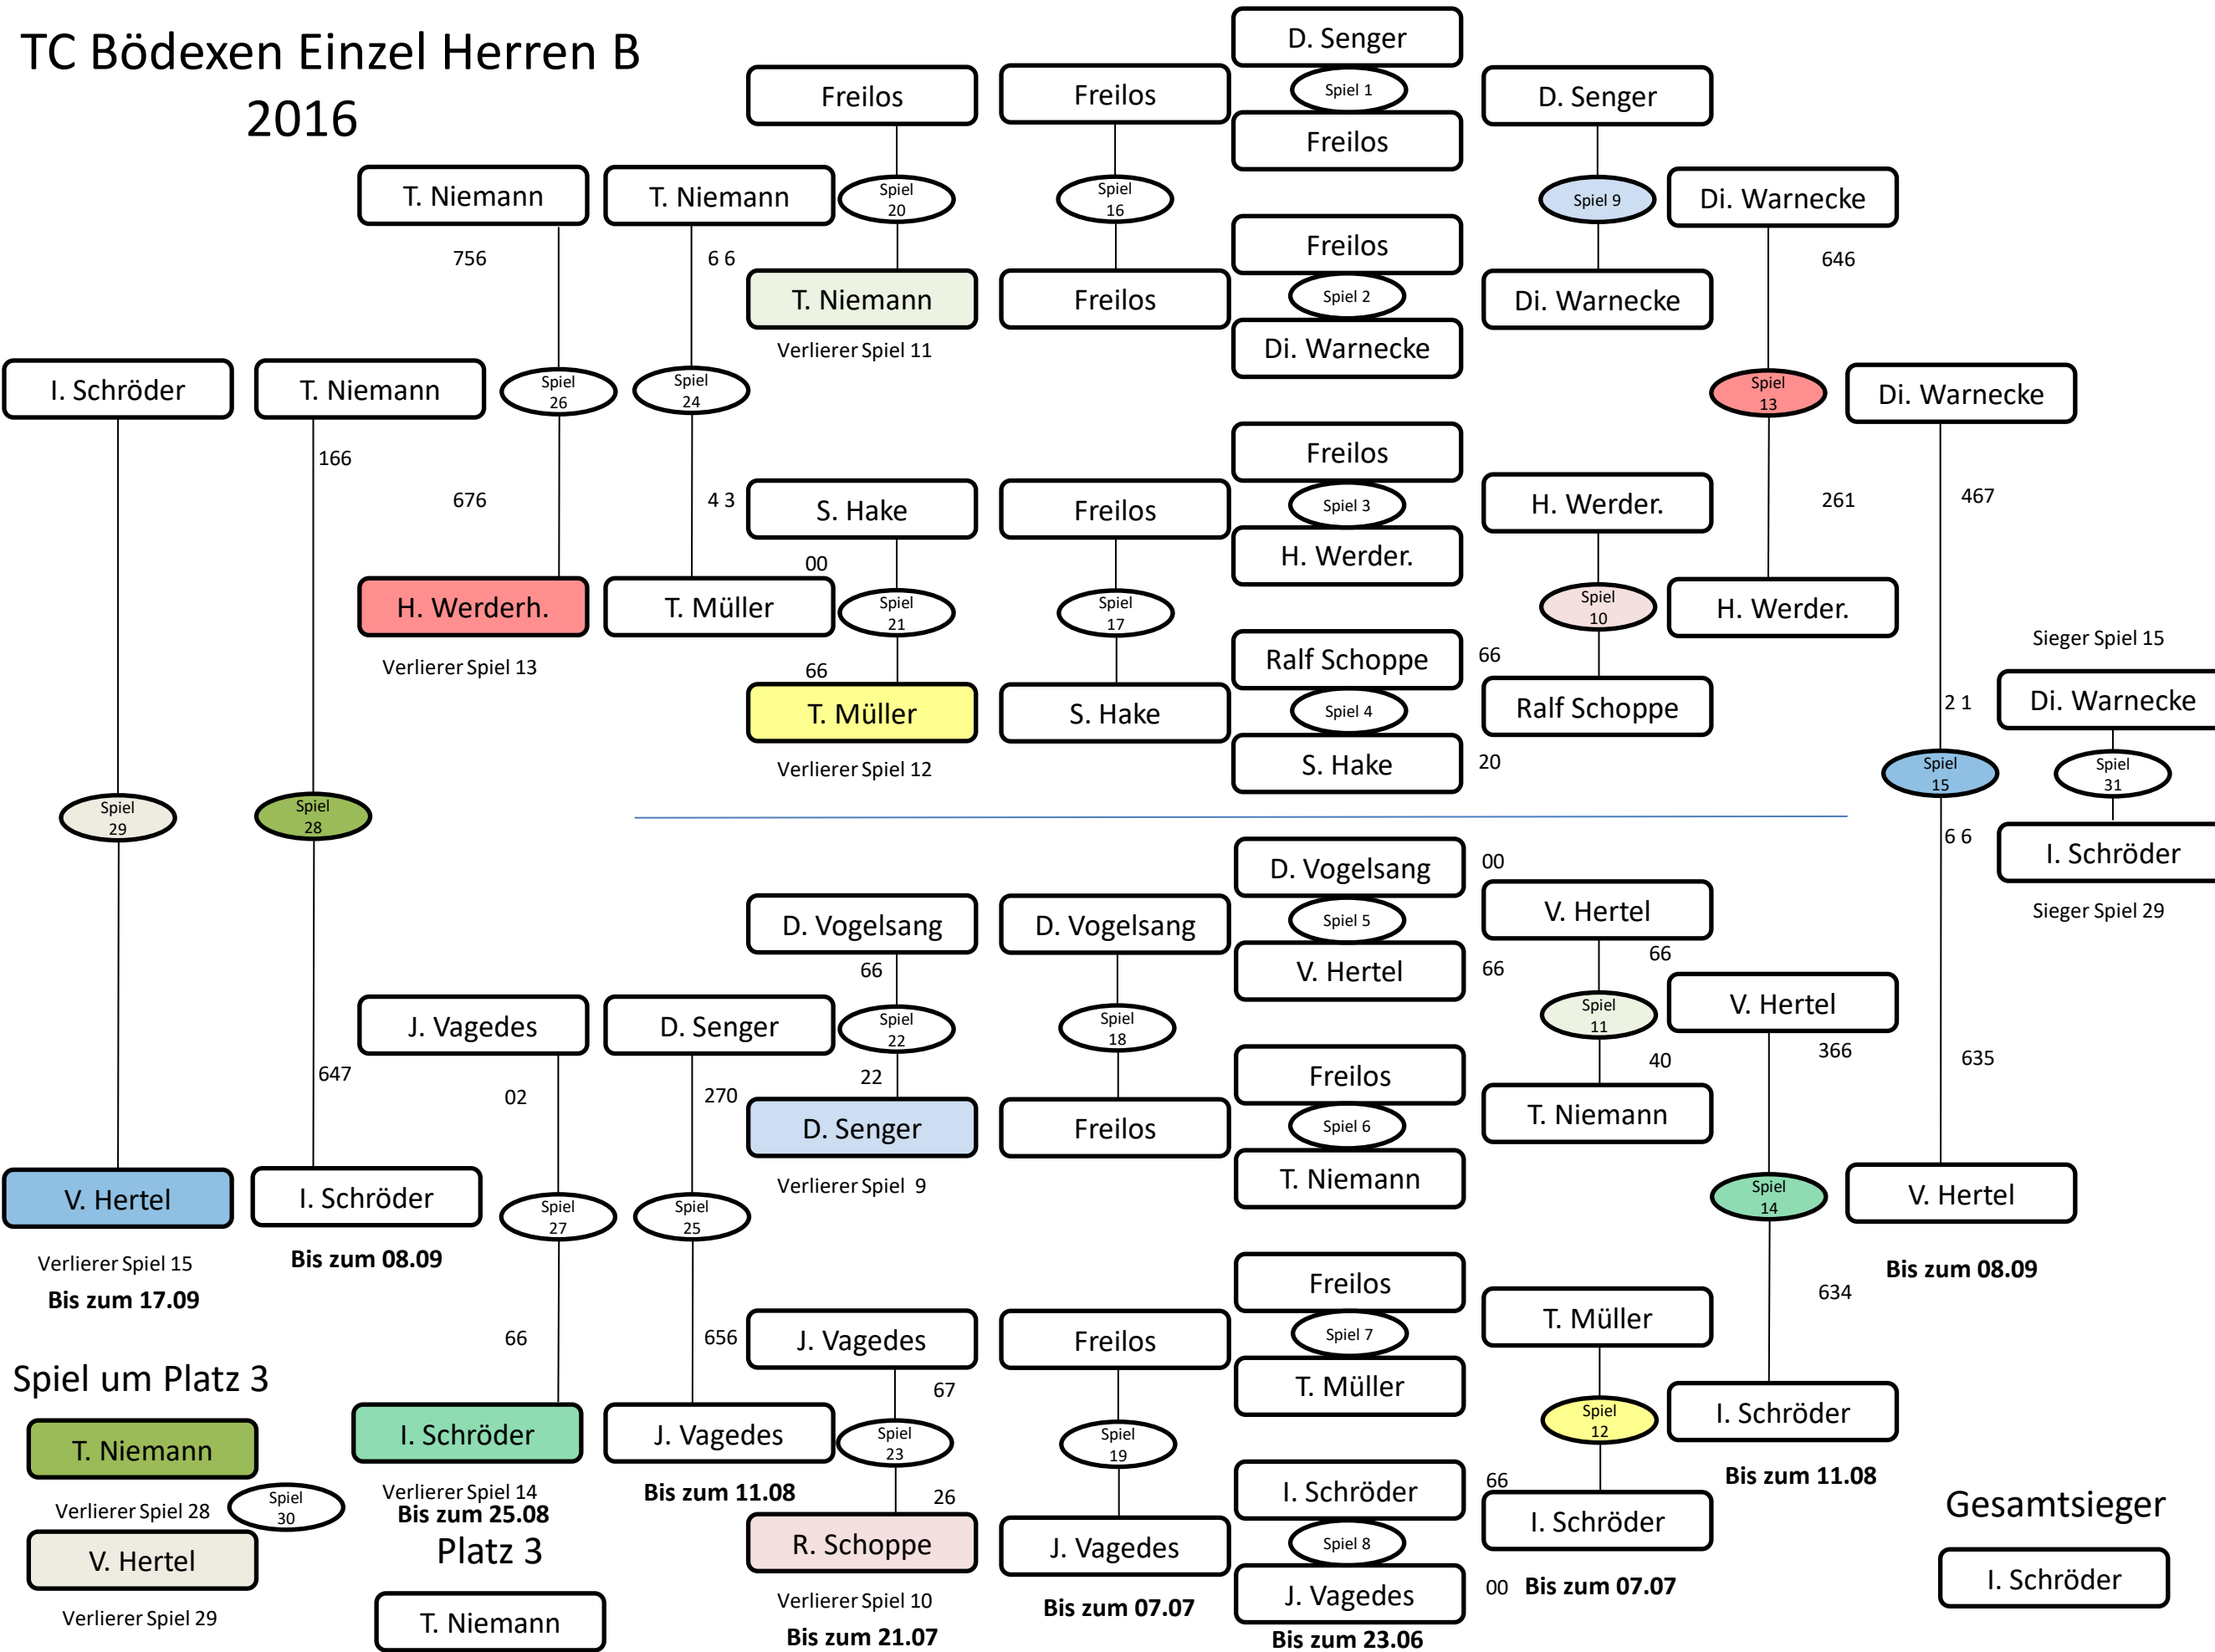 TC Bödexen Einzel Herren B
2016
D. Senger
Spiel 1
Freilos
Freilos
Spiel 2
Di. Warnecke
Freilos
Spiel 3
H. Werder.
Ralf Schoppe
66
Spiel 4
S. Hake
20
D. Vogelsang
00
Spiel 5
V. Hertel
66
Freilos
Spiel 6
T. Niemann
Freilos
Spiel 7
T. Müller
I. Schröder
66
Spiel 8
J. Vagedes
00
Bis zum 23.06
D. Senger
Spiel 9
Di. Warnecke
H. Werder.
Spiel
10
Ralf Schoppe
V. Hertel
66
Spiel
11
40
T. Niemann
T. Müller
Spiel
12
I. Schröder
Bis zum 07.07
Di. Warnecke
646
Spiel
13
261
H. Werder.
V. Hertel
366
Spiel
14
634
I. Schröder
Bis zum 11.08
Di. Warnecke
467
2 1
Spiel
15
6 6
635
V. Hertel
Bis zum 08.09
Sieger Spiel 15
Di. Warnecke
Spiel
31
I. Schröder
Sieger Spiel 29
Gesamtsieger
I. Schröder
Freilos
Spiel
16
Freilos
Freilos
Spiel
17
S. Hake
D. Vogelsang
Spiel
18
Freilos
Freilos
Spiel
19
J. Vagedes
Bis zum 07.07
Freilos
Spiel
20
T. Niemann
Verlierer Spiel 11
S. Hake
00
Spiel
21
66
T. Müller
Verlierer Spiel 12
D. Vogelsang
66
Spiel
22
22
D. Senger
Verlierer Spiel 9
J. Vagedes
67
Spiel
23
26
R. Schoppe
Verlierer Spiel 10
Bis zum 21.07
T. Niemann
6 6
Spiel
24
4 3
T. Müller
D. Senger
270
Spiel
25
656
J. Vagedes
Bis zum 11.08
T. Niemann
756
Spiel
26
676
H. Werderh.
Verlierer Spiel 13
J. Vagedes
02
Spiel
27
66
I. Schröder
Verlierer Spiel 14
Bis zum 25.08
T. Niemann
166
Spiel
28
647
I. Schröder
Bis zum 08.09
I. Schröder
Spiel
29
V. Hertel
Verlierer Spiel 15
Bis zum 17.09
Spiel um Platz 3
T. Niemann
Verlierer Spiel 28
Spiel
30
V. Hertel
Verlierer Spiel 29
Platz 3
T. Niemann